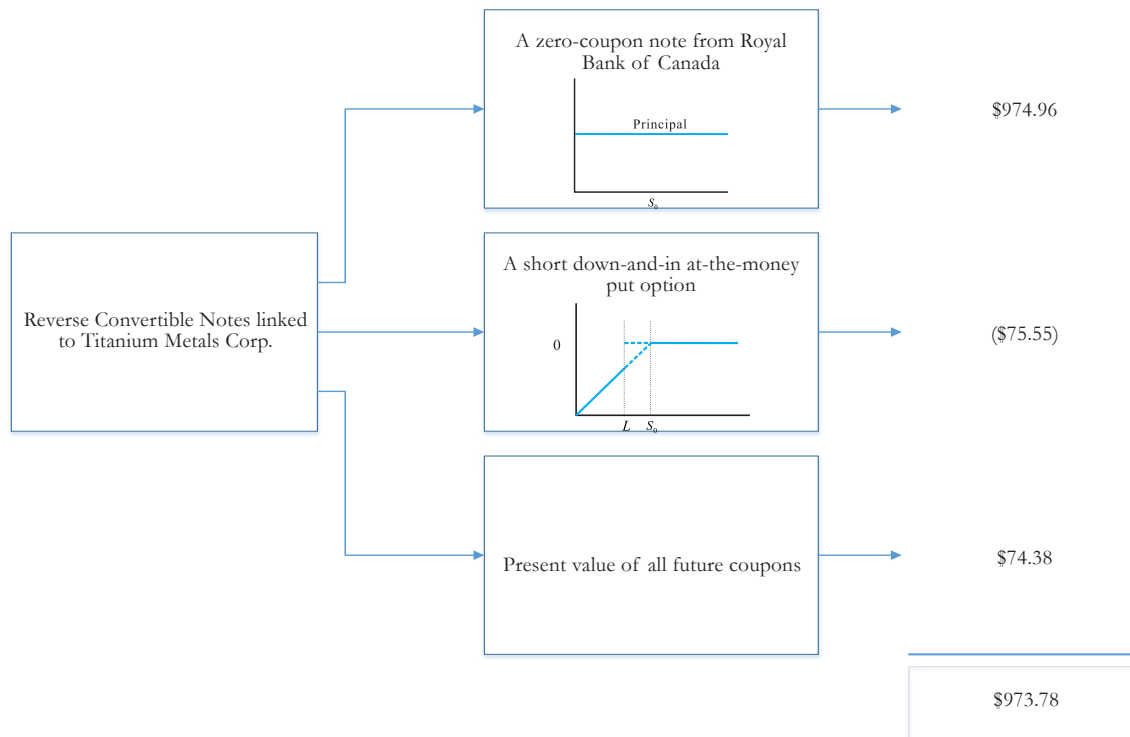 A zero-coupon note from Royal
Bank of Canada
Principal
S₀
$974.96
Reverse Convertible Notes linked
to Titanium Metals Corp.
A short down-and-in at-the-money
put option
0
L S₀
($75.55)
Present value of all future coupons
$74.38
$973.78